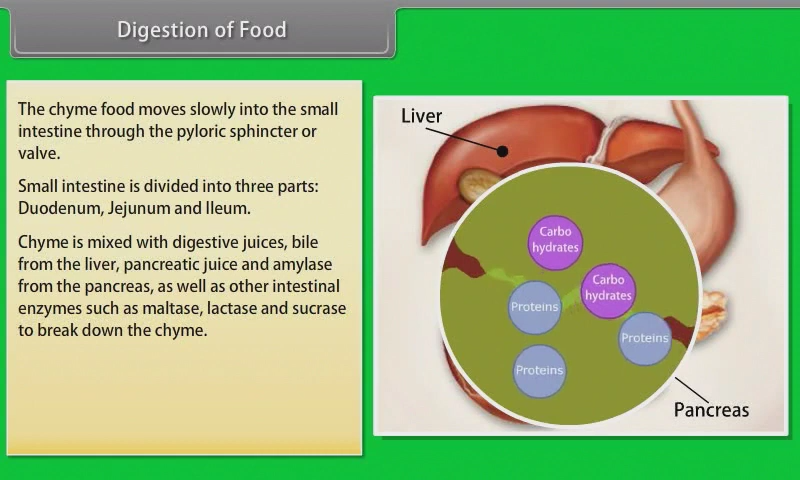 Digestion of Food
The chyme food moves slowly into the small
intestine through the pyloric sphincter or
valve.
Small intestine is divided into three parts:
Duodenum, Jejunum and Ileum.
Chyme is mixed with digestive juices, bile
from the liver, pancreatic juice and amylase
from the pancreas, as well as other intestinal
enzymes such as maltase, lactase and sucrase
to break down the chyme.
Liver
Carbo
hydrates
Carbo
hydrates
Proteins
Proteins
Proteins
Pancreas